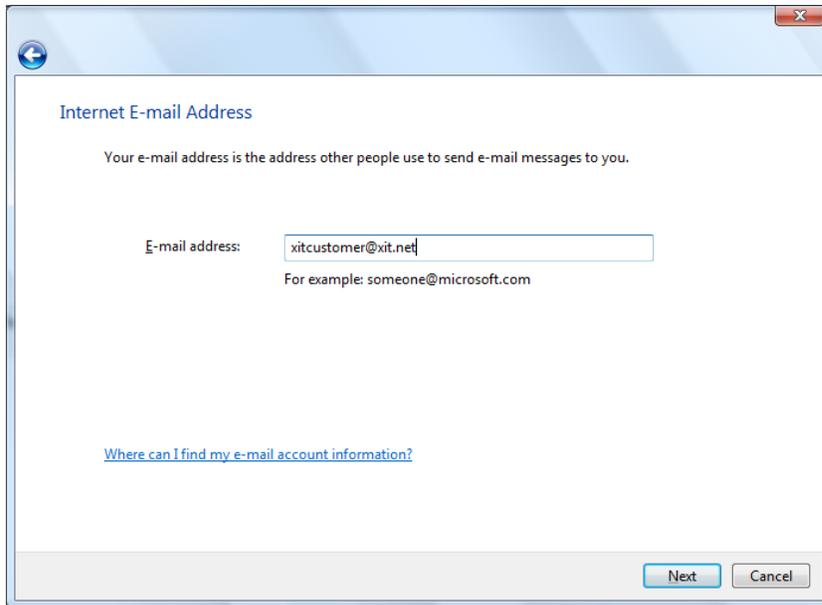 Internet E-mail Address
Your e-mail address is the address other people use to send e-mail messages to you.
E-mail address: xitcustomer@xit.net
For example: someone@microsoft.com
Where can I find my e-mail account information?
Next Cancel